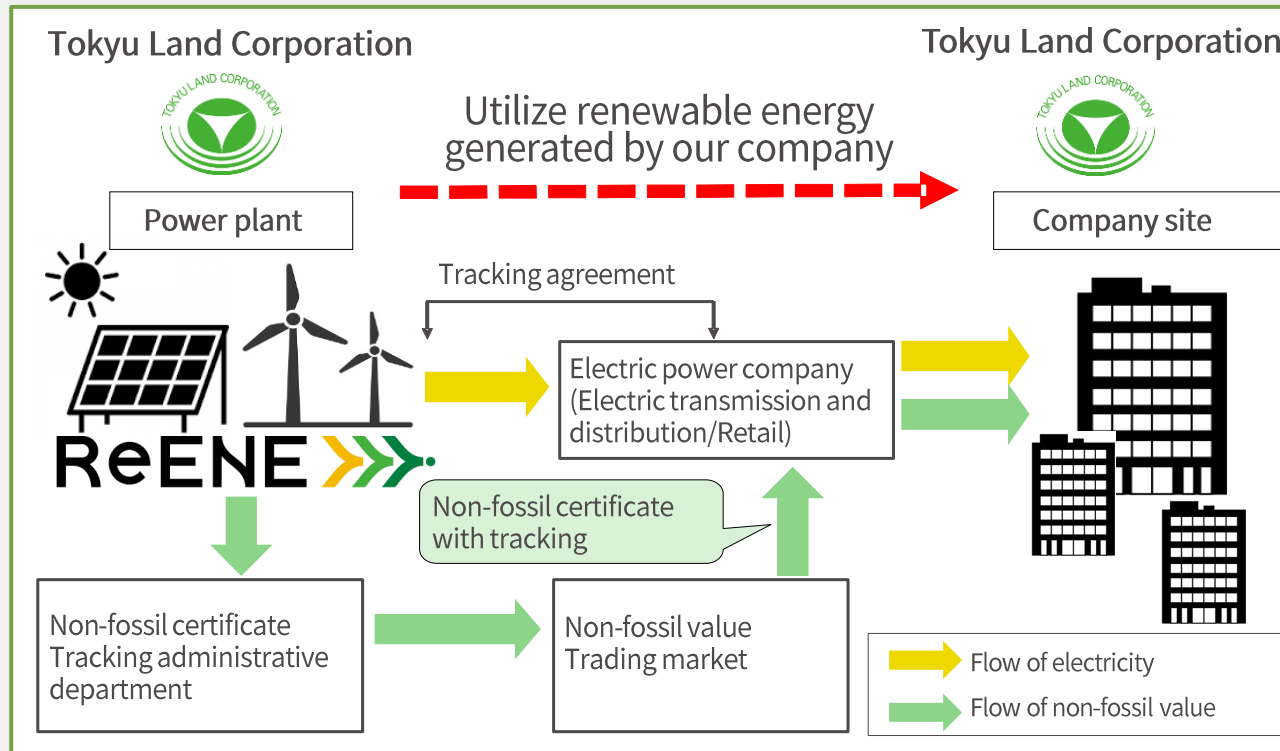 Tokyu Land Corporation
TOKYU LAND CORPORATION
Power plant
Utilize renewable energy
generated by our company
Tokyu Land Corporation
TOKYU LAND CORPORATION
Company site
Tracking agreement
ReENE
Electric power company
(Electric transmission and
distribution/Retail)
Non-fossil certificate
with tracking
Non-fossil certificate
Tracking administrative
department
Non-fossil value
Trading market
Flow of electricity
Flow of non-fossil value